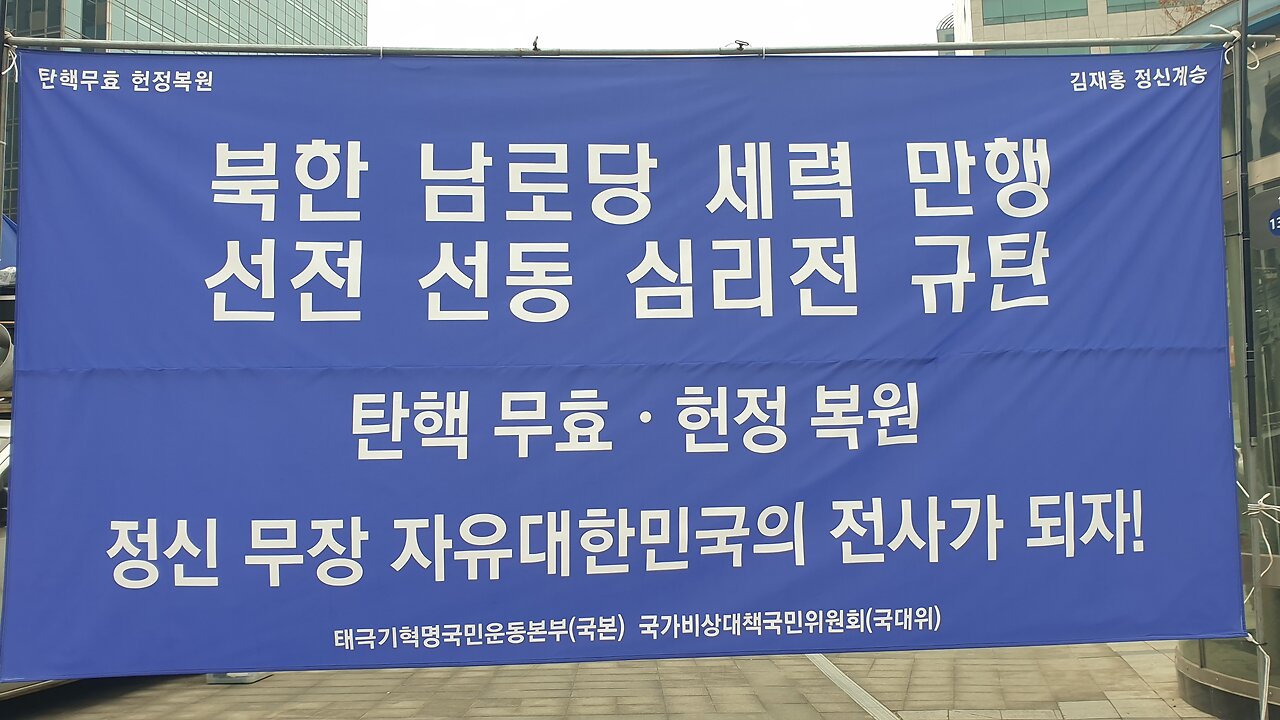 탄핵무효 헌정복원
김재홍 정신계승
북한 남로당 세력 만행
선전 선동 심리전 규탄
탄핵 무효 · 헌정 복원
정신 무장 자유대한민국의 전사가 되자!
태극기혁명국민운동본부(국본) 국가비상대책국민위원회(국대위)